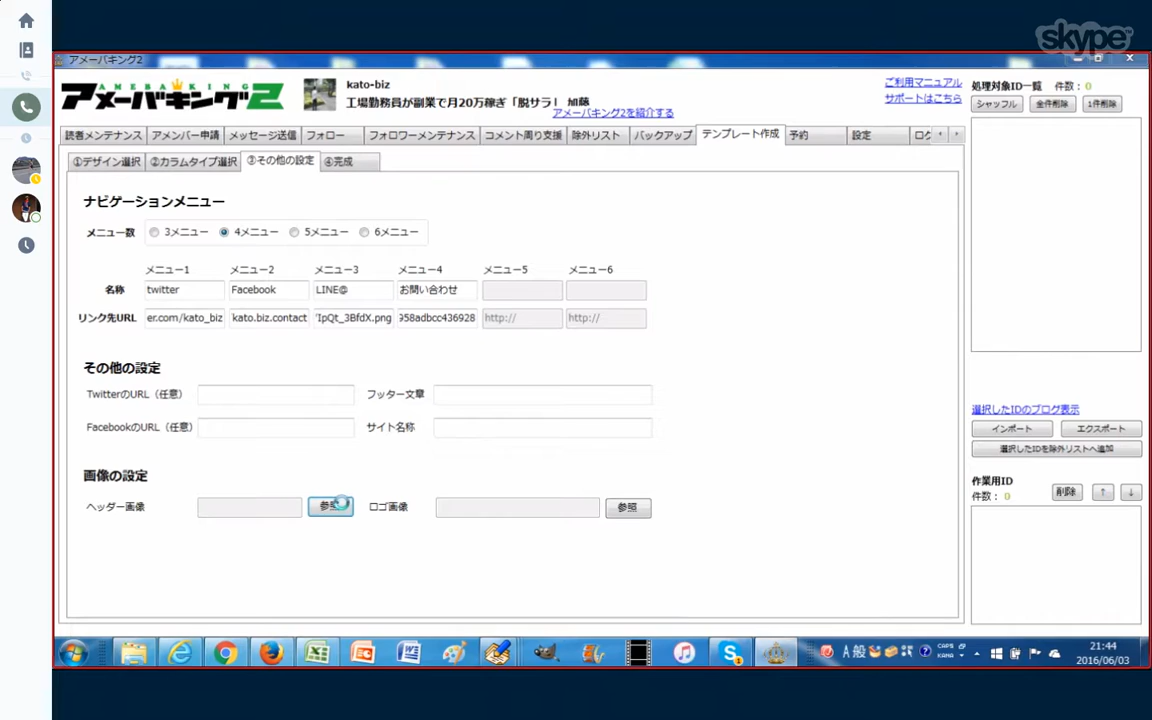 skype
アメーバキング2
AMEBAKING
アメーバキング2
kato-biz
工場勤務員が副業で月20万稼ぎ「脱サラ」 加藤
アメーバキング2を紹介する
ご利用マニュアル
サポートはこちら
処理対象ID一覧 件数: 0
シャッフル 全件削除 1件削除
読者メンテナンス アメンバー申請 メッセージ送信 フォロー フォロワーメンテナンス コメント周り支援 除外リスト バックアップ テンプレート作成 予約 設定 ログ
①デザイン選択 ②カラムタイプ選択 ③その他の設定 ④完成
ナビゲーションメニュー
メニュー数 3メニュー 4メニュー 5メニュー 6メニュー
メニュー1 メニュー2 メニュー3 メニュー4 メニュー5 メニュー6
名称 twitter Facebook LINE@ お問い合わせ
リンク先URL er.com/kato_biz kato.biz.contact IpQt_3BfdX.png 958adbcc436928 http:// http://
その他の設定
TwitterのURL（任意） フッター文章
FacebookのURL（任意） サイト名称
画像の設定
ヘッダー画像 参照 ロゴ画像 参照
選択したIDのブログ表示
インポート エクスポート
選択したIDを除外リストへ追加
作業用ID
件数: 0
削除 ↑ ↓
A 般 CAPS KANA
21:44
2016/06/03